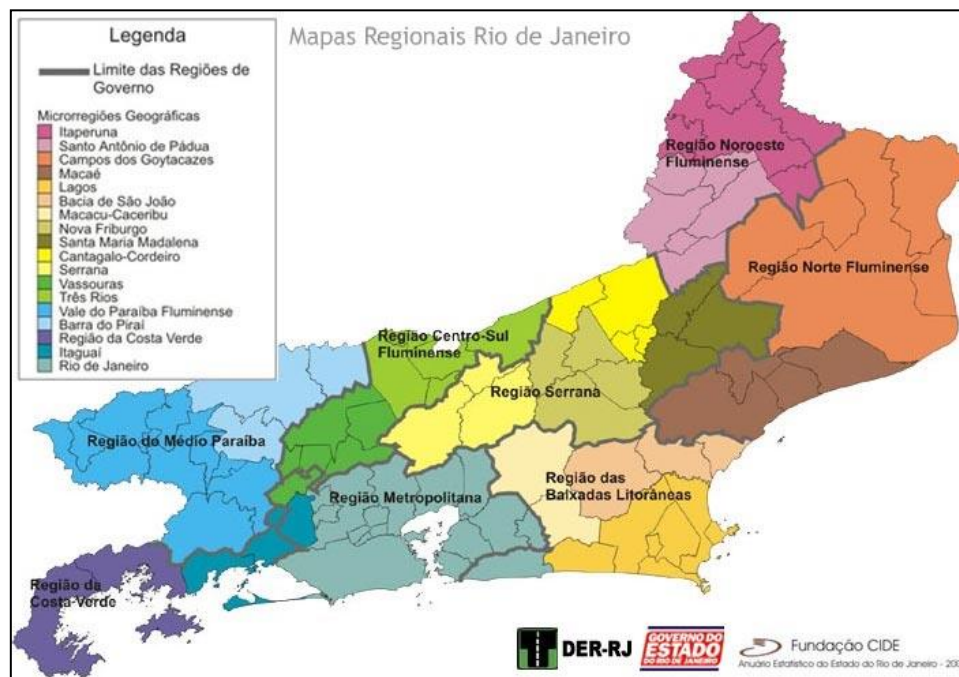 Legenda
Limite das Regiões de
Governo
Microrregiões Geográficas
Itaperuna
Santo Antônio de Pádua
Campos dos Goytacazes
Macaé
Lagos
Bacia de São João
Macacu-Caceribu
Nova Friburgo
Santa Maria Madalena
Cantagalo-Cordeiro
Serrana
Vassouras
Três Rios
Vale do Paraíba Fluminense
Barra do Piraí
Região da Costa Verde
Itaguaí
Rio de Janeiro
Mapas Regionais Rio de Janeiro
Região Noroeste
Fluminense
Região Norte Fluminense
Região Centro-Sul
Fluminense
Região Serrana
Região do Médio Paraíba
Região das
Baixadas Litorâneas
Região Metropolitana
Região da
Costa Verde
DER-RJ
GOVERNO DO
ESTADO
DO RIO DE JANEIRO
Fundação CIDE
Anuário Estatístico do Estado do Rio de Janeiro - 200